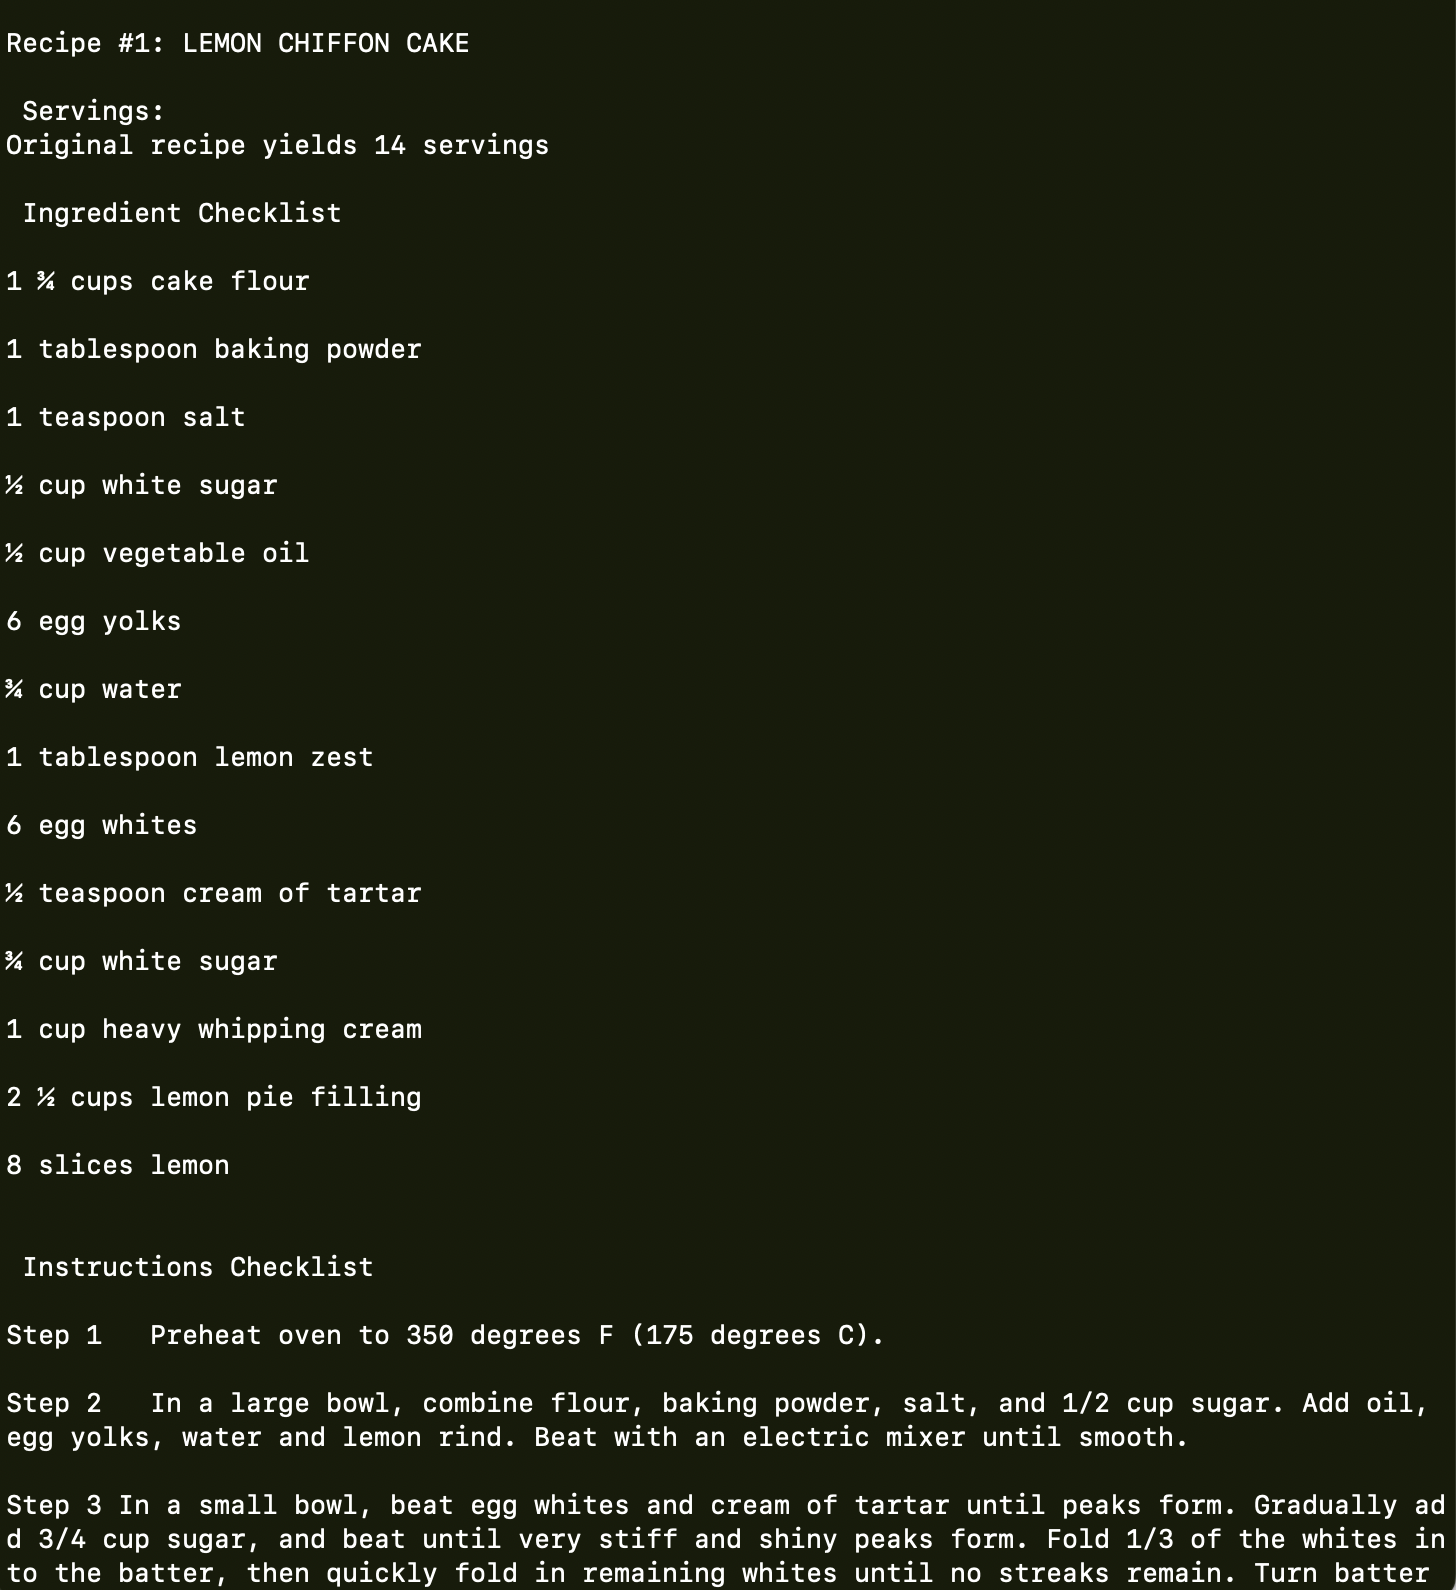 Recipe #1: LEMON CHIFFON CAKE
Servings:
Original recipe yields 14 servings
Ingredient Checklist
1 ¾ cups cake flour
1 tablespoon baking powder
1 teaspoon salt
½ cup white sugar
½ cup vegetable oil
6 egg yolks
¾ cup water
1 tablespoon lemon zest
6 egg whites
½ teaspoon cream of tartar
¾ cup white sugar
1 cup heavy whipping cream
2 ½ cups lemon pie filling
8 slices lemon
Instructions Checklist
Step 1   Preheat oven to 350 degrees F (175 degrees C).
Step 2   In a large bowl, combine flour, baking powder, salt, and 1/2 cup sugar. Add oil,
egg yolks, water and lemon rind. Beat with an electric mixer until smooth.
Step 3 In a small bowl, beat egg whites and cream of tartar until peaks form. Gradually ad
d 3/4 cup sugar, and beat until very stiff and shiny peaks form. Fold 1/3 of the whites in
to the batter, then quickly fold in remaining whites until no streaks remain. Turn batter